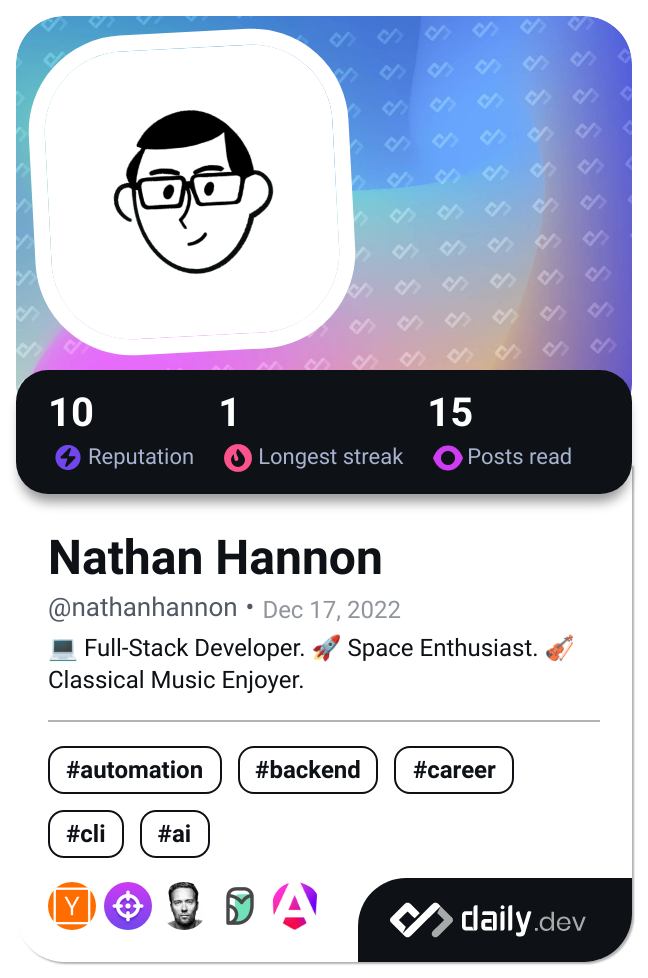 10 1 15
Reputation Longest streak Posts read
Nathan Hannon
@nathanhannon • Dec 17, 2022
💻 Full-Stack Developer. 🚀 Space Enthusiast. 🎻
Classical Music Enjoyer.
#automation #backend #career
#cli #ai
Y A
daily.dev